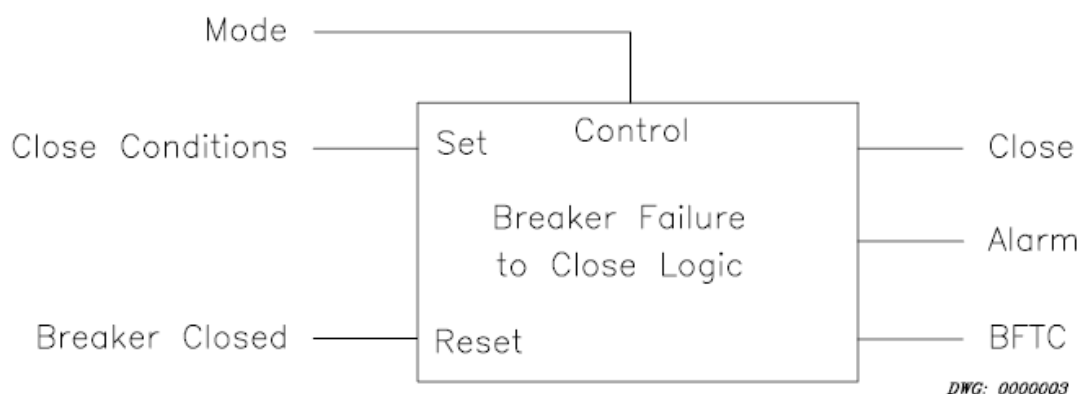 Mode
Control
Close Conditions
Set
Close
Breaker Failure
to Close Logic
Alarm
Breaker Closed
Reset
BFTC
DWG: 0000003